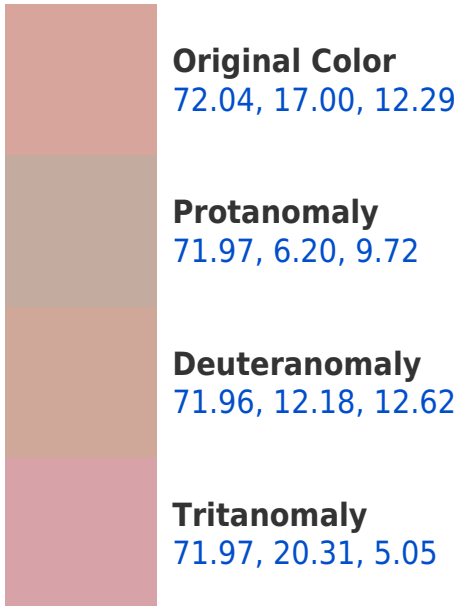 Original Color
72.04, 17.00, 12.29
Protanomaly
71.97, 6.20, 9.72
Deuteranomaly
71.96, 12.18, 12.62
Tritanomaly
71.97, 20.31, 5.05